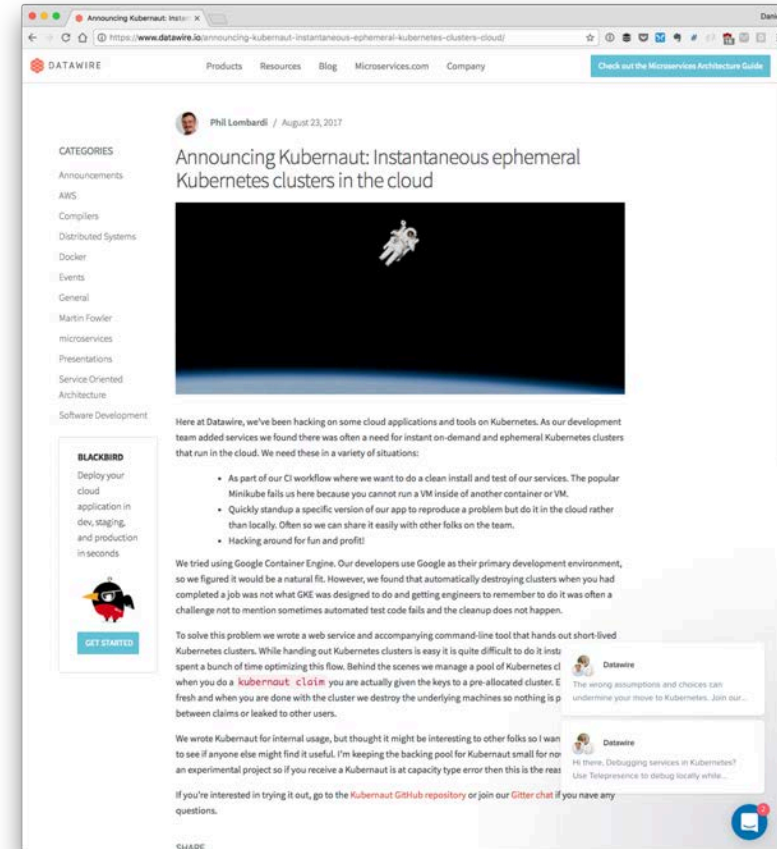 Announcing Kubernaut: Instan
Danie
https://www.datawire.io/announcing-kubernaut-instantaneous-ephemeral-kubernetes-clusters-cloud/
DATAWIRE
Products
Resources
Blog
Microservices.com
Company
Check out the Microservices Architecture Guide
Phil Lombardi / August 23, 2017
Announcing Kubernaut: Instantaneous ephemeral
Kubernetes clusters in the cloud
CATEGORIES
Announcements
AWS
Compilers
Distributed Systems
Docker
Events
General
Martin Fowler
microservices
Presentations
Service Oriented
Architecture
Software Development
BLACKBIRD
Deploy your
cloud
application in
dev, staging,
and production
in seconds
GET STARTED
Here at Datawire, we've been hacking on some cloud applications and tools on Kubernetes. As our development
team added services we found there was often a need for instant on-demand and ephemeral Kubernetes clusters
that run in the cloud. We need these in a variety of situations:
• As part of our CI workflow where we want to do a clean install and test of our services. The popular
Minikube fails us here because you cannot run a VM inside of another container or VM.
• Quickly standup a specific version of our app to reproduce a problem but do it in the cloud rather
than locally. Often so we can share it easily with other folks on the team.
• Hacking around for fun and profit!
We tried using Google Container Engine. Our developers use Google as their primary development environment,
so we figured it would be a natural fit. However, we found that automatically destroying clusters when you had
completed a job was not what GKE was designed to do and getting engineers to remember to do it was often a
challenge not to mention sometimes automated test code fails and the cleanup does not happen.
To solve this problem we wrote a web service and accompanying command-line tool that hands out short-lived
Kubernetes clusters. While handing out Kubernetes clusters is easy it is quite difficult to do it insta
spent a bunch of time optimizing this flow. Behind the scenes we manage a pool of Kubernetes cl
when you do a kubernaut claim you are actually given the keys to a pre-allocated cluster. E
fresh and when you are done with the cluster we destroy the underlying machines so nothing is p
between claims or leaked to other users.
We wrote Kubernaut for internal usage, but thought it might be interesting to other folks so I wan
to see if anyone else might find it useful. I'm keeping the backing pool for Kubernaut small for no
an experimental project so if you receive a Kubernaut is at capacity type error then this is the reas
If you're interested in trying it out, go to the Kubernaut GitHub repository or join our Gitter chat if you have any
questions.
SHARE
Datawire
The wrong assumptions and choices can
undermine your move to Kubernetes. Join our...
Datawire
Hi there, Debugging services in Kubernetes?
Use Telepresence to debug locally while...
2